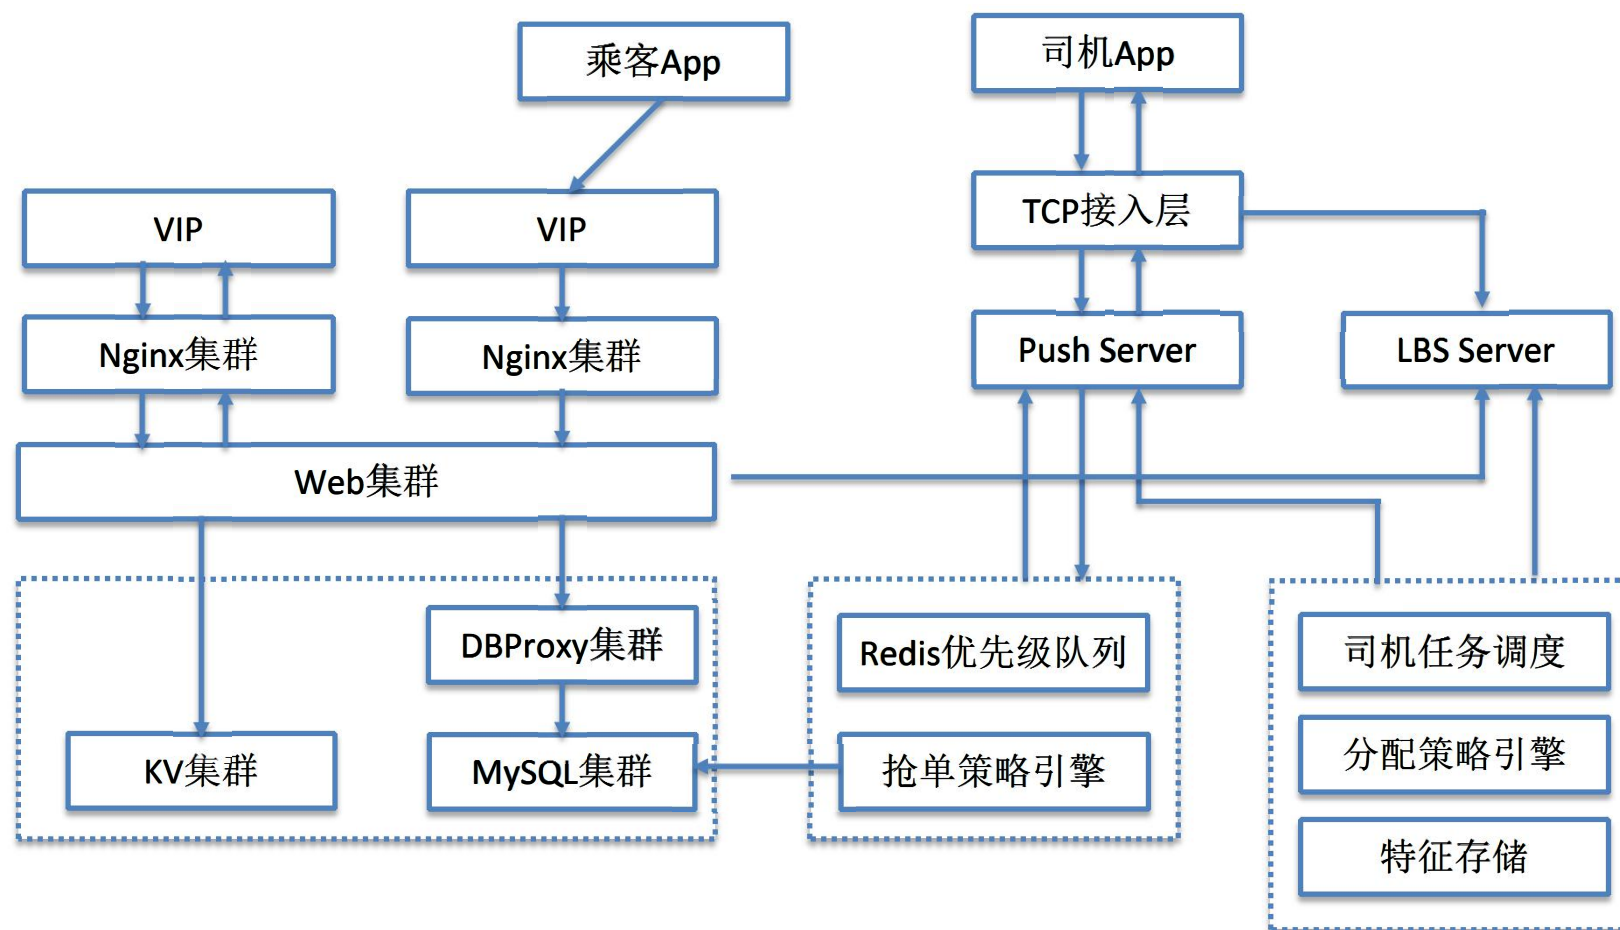 乘客App
司机App
VIP
VIP
TCP接入层
Nginx集群
Nginx集群
Push Server
LBS Server
Web集群
DBProxy集群
Redis优先级队列
司机任务调度
KV集群
MySQL集群
抢单策略引擎
分配策略引擎
特征存储